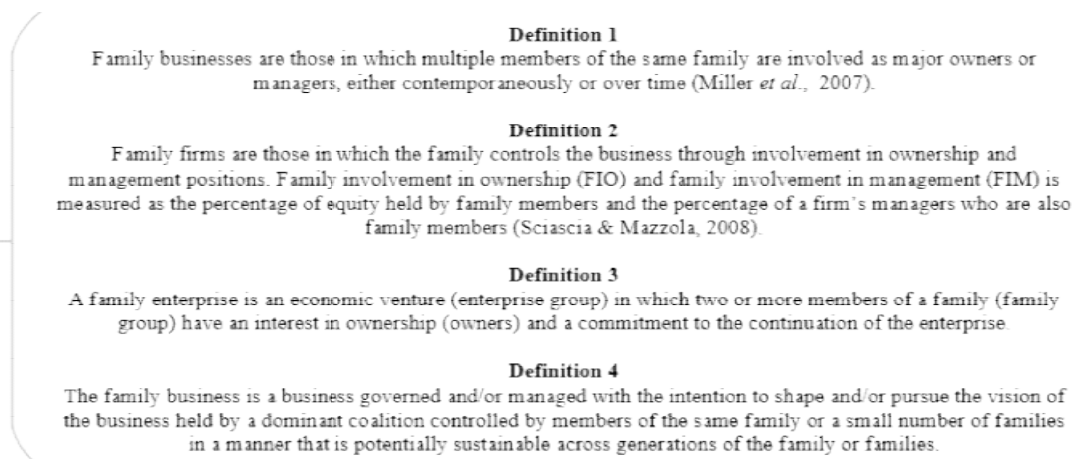 Definition 1
Family businesses are those in which multiple members of the same family are involved as major owners or
managers, either contemporaneously or over time (Miller et al., 2007).
Definition 2
Family firms are those in which the family controls the business through involvement in ownership and
management positions. Family involvement in ownership (FIO) and family involvement in management (FIM) is
measured as the percentage of equity held by family members and the percentage of a firm's managers who are also
family members (Sciascia & Mazzola, 2008).
Definition 3
A family enterprise is an economic venture (enterprise group) in which two or more members of a family (family
group) have an interest in ownership (owners) and a commitment to the continuation of the enterprise.
Definition 4
The family business is a business governed and/or managed with the intention to shape and/or pursue the vision of
the business held by a dominant coalition controlled by members of the same family or a small number of families
in a manner that is potentially sustainable across generations of the family or families.